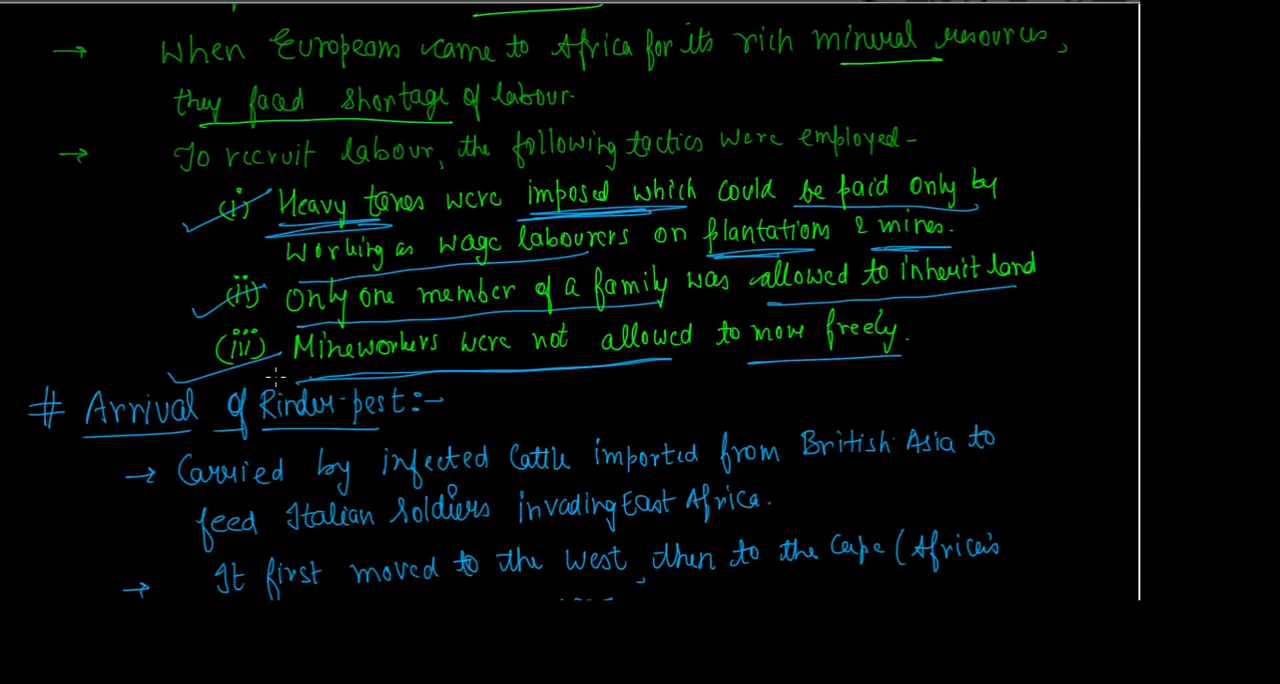 → When Europeans came to Africa for its rich mineral resources,
they faced shortage of labour.
→ To recruit labour, the following tactics were employed-
(i) Heavy taxes were imposed which could be paid only by
working as wage labourers on plantations & mines.
(ii) Only one member of a family was allowed to inherit land
(iii) Mineworkers were not allowed to move freely.
# Arrival of Rinder-pest:-
→ Carried by infected Cattle imported from British Asia to
feed Italian Soldiers invading East Africa.
→ It first moved to the west, then to the Cape (Africa's